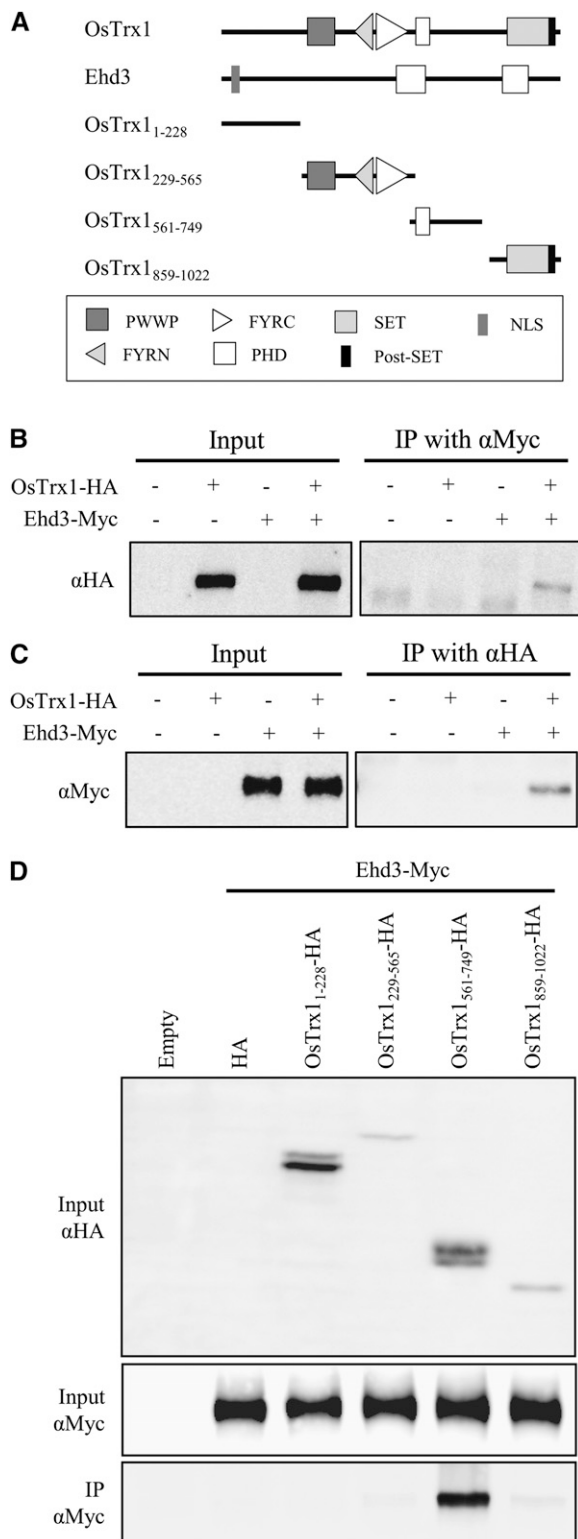 A
OsTrx1
Ehd3
OsTrx1₁₋₂₂₈
OsTrx1₂₂₉₋₅₆₅
OsTrx1₅₆₁₋₇₄₉
OsTrx1₈₅₉₋₁₀₂₂
PWWP FYRC SET NLS
FYRN PHD Post-SET
B
Input IP with αMyc
OsTrx1-HA - + - + - + - +
Ehd3-Myc - - + + - - + +
αHA
C
Input IP with αHA
OsTrx1-HA - + - + - + - +
Ehd3-Myc - - + + - - + +
αMyc
D
Ehd3-Myc
Empty
HA
OsTrx1₁₋₂₂₈-HA
OsTrx1₂₂₉₋₅₆₅-HA
OsTrx1₅₆₁₋₇₄₉-HA
OsTrx1₈₅₉₋₁₀₂₂-HA
Input
αHA
Input
αMyc
IP
αMyc